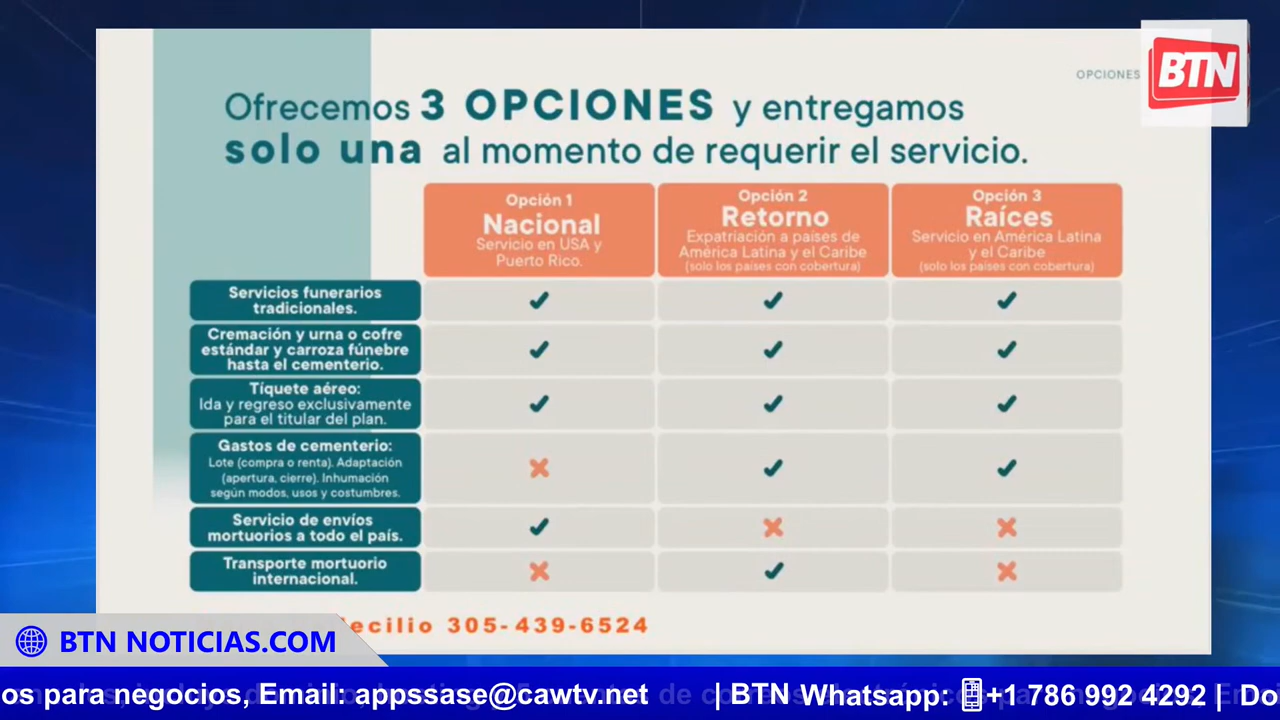 OPCIONES
BTN
Ofrecemos 3 OPCIONES y entregamos
solo una al momento de requerir el servicio.
Opción 1
Nacional
Servicio en USA y
Puerto Rico.
Opción 2
Retorno
Expatriación a países de
América Latina y el Caribe
(solo los países con cobertura)
Opción 3
Raíces
Servicio en América Latina
y el Caribe
(solo los países con cobertura)
Servicios funerarios
tradicionales.
Cremación y urna o cofre
estándar y carroza fúnebre
hasta el cementerio.
Tíquete aéreo:
Ida y regreso exclusivamente
para el titular del plan.
Gastos de cementerio:
Lote (compra o renta). Adaptación
(apertura, cierre). Inhumación
según modos, usos y costumbres.
Servicio de envíos
mortuorios a todo el país.
Transporte mortuorio
internacional.
305-439-6524
BTN NOTICIAS.COM
os para negocios, Email: appssase@cawtv.net | BTN Whatsapp: +1 786 992 4292 | Do